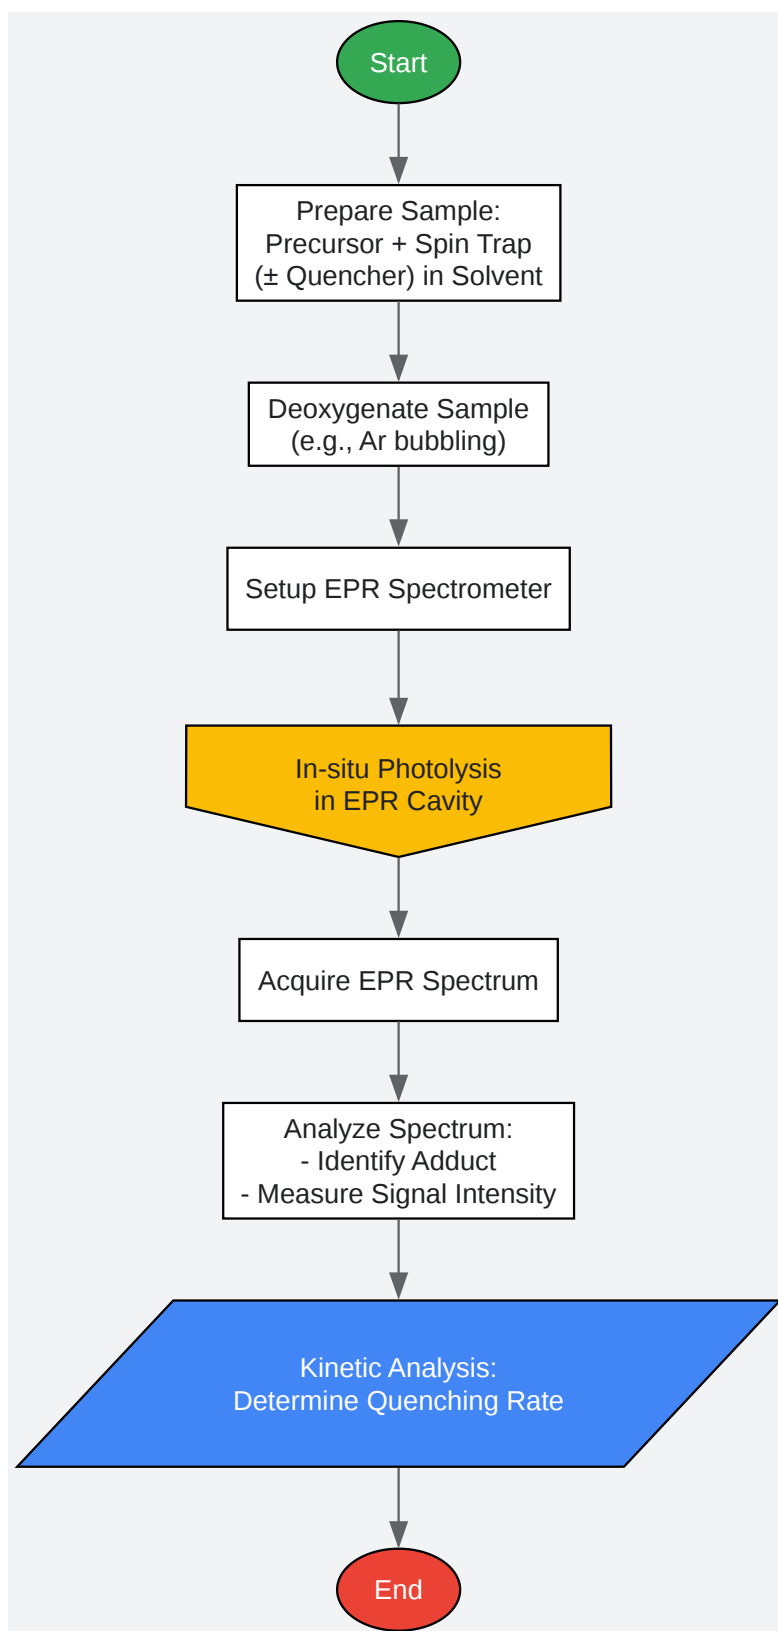 Start
Prepare Sample:
Precursor + Spin Trap
(± Quencher) in Solvent
Deoxygenate Sample
(e.g., Ar bubbling)
Setup EPR Spectrometer
In-situ Photolysis
in EPR Cavity
Acquire EPR Spectrum
Analyze Spectrum:
- Identify Adduct
- Measure Signal Intensity
Kinetic Analysis:
Determine Quenching Rate
End